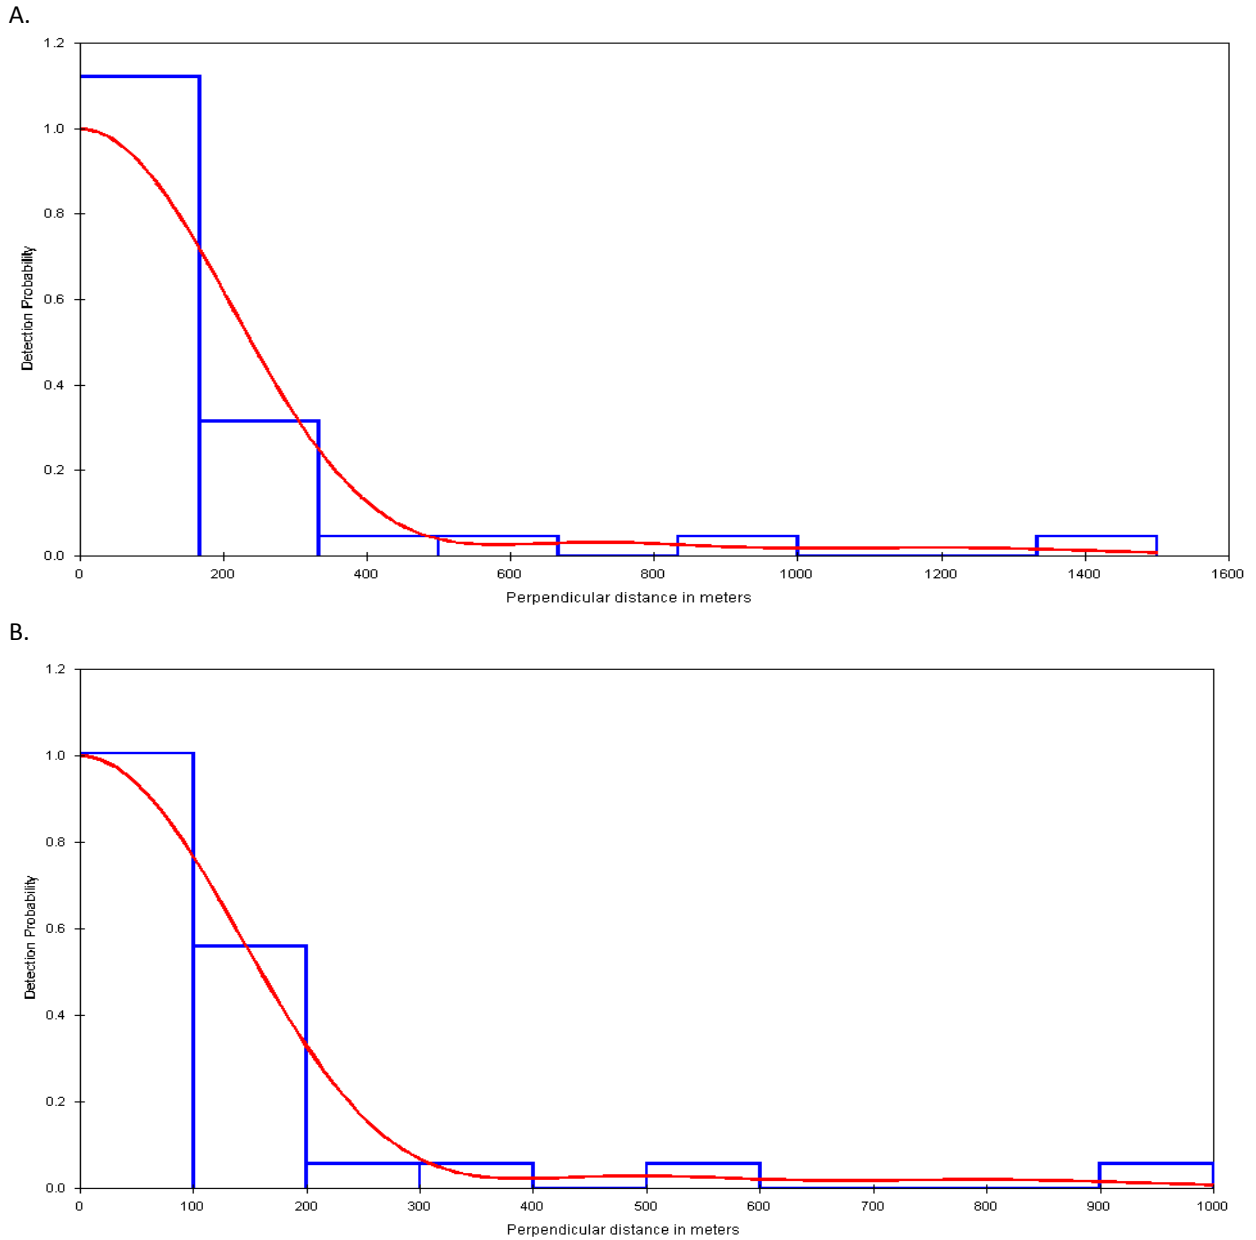 A.
1.2
1.0
0.8
0.6
0.4
0.2
0.0
Detection Probability
0 200 400 600 800 1000 1200 1400 1600
Perpendicular distance in meters
B.
1.2
1.0
0.8
0.6
0.4
0.2
0.0
Detection Probability
0 100 200 300 400 500 600 700 800 900 1000
Perpendicular distance in meters